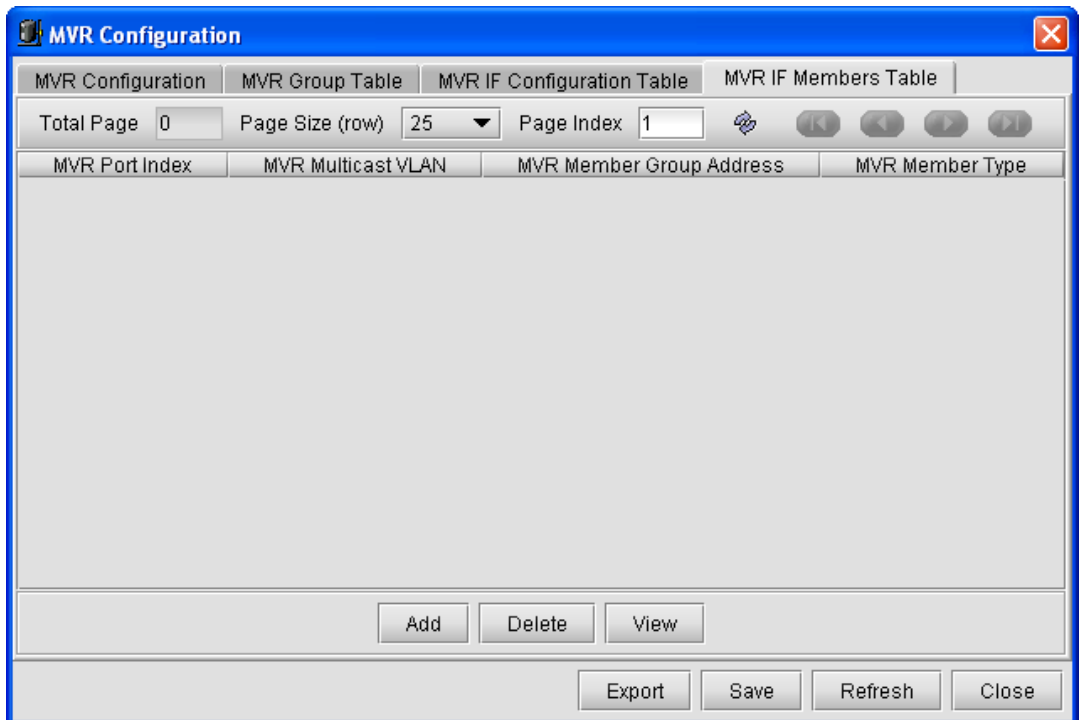 MVR Configuration
MVR Configuration MVR Group Table MVR IF Configuration Table MVR IF Members Table
Total Page 0 Page Size (row) 25 Page Index 1
MVR Port Index MVR Multicast VLAN MVR Member Group Address MVR Member Type
Add Delete View
Export Save Refresh Close